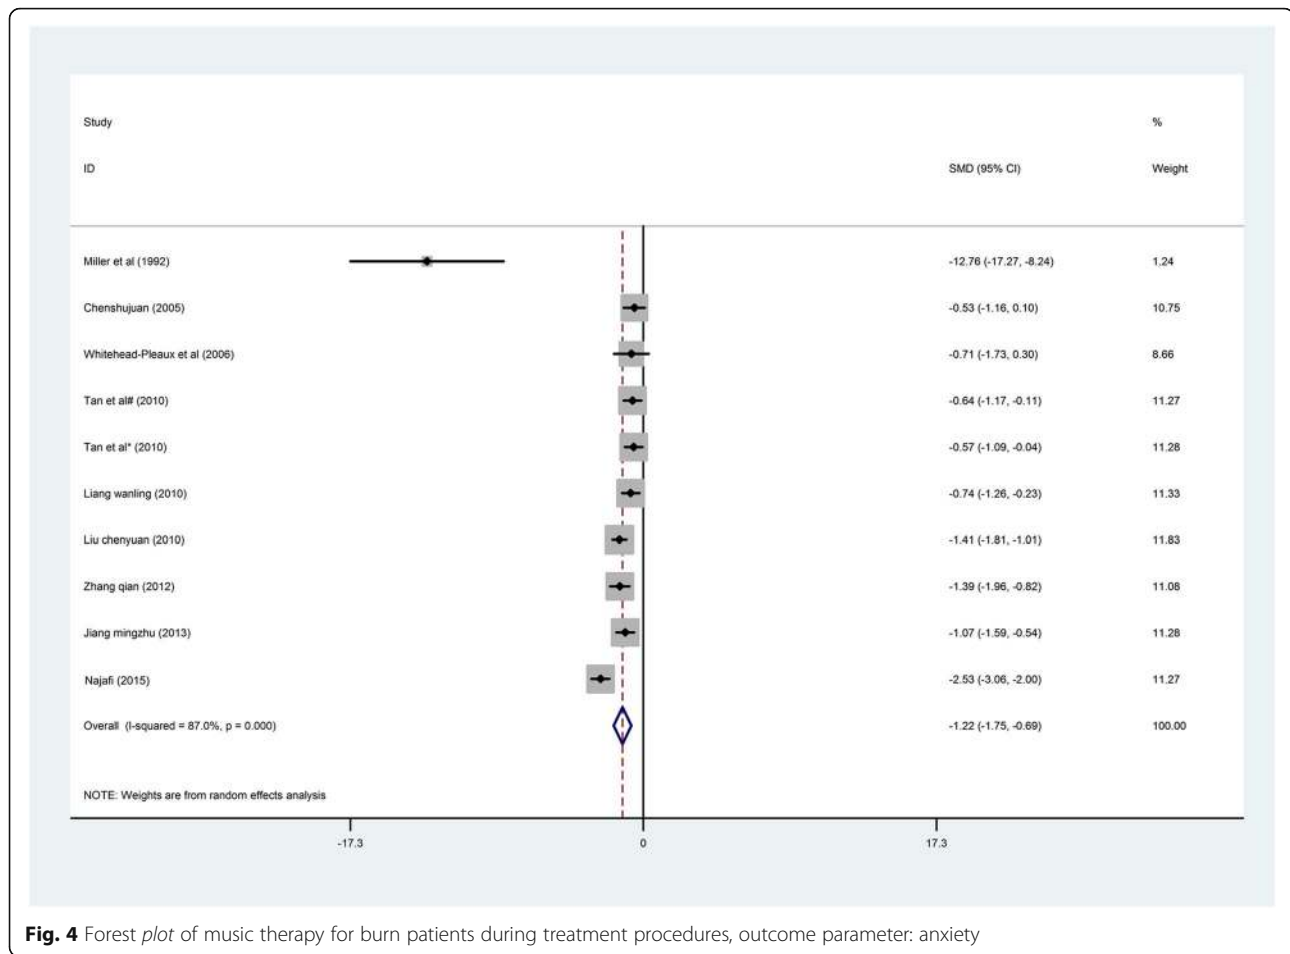 Study %
ID SMD (95% CI) Weight
Miller et al (1992) -12.76 (-17.27, -8.24) 1.24
Chenshujuan (2005) -0.53 (-1.16, 0.10) 10.75
Whitehead-Pleaux et al (2006) -0.71 (-1.73, 0.30) 8.66
Tan et al# (2010) -0.64 (-1.17, -0.11) 11.27
Tan et al* (2010) -0.57 (-1.09, -0.04) 11.28
Liang wanling (2010) -0.74 (-1.26, -0.23) 11.33
Liu chenyuan (2010) -1.41 (-1.81, -1.01) 11.83
Zhang qian (2012) -1.39 (-1.96, -0.82) 11.08
Jiang mingzhu (2013) -1.07 (-1.59, -0.54) 11.28
Najafi (2015) -2.53 (-3.06, -2.00) 11.27
Overall (I-squared = 87.0%, p = 0.000) -1.22 (-1.75, -0.69) 100.00
NOTE: Weights are from random effects analysis
-17.3 0 17.3
Fig. 4 Forest plot of music therapy for burn patients during treatment procedures, outcome parameter: anxiety